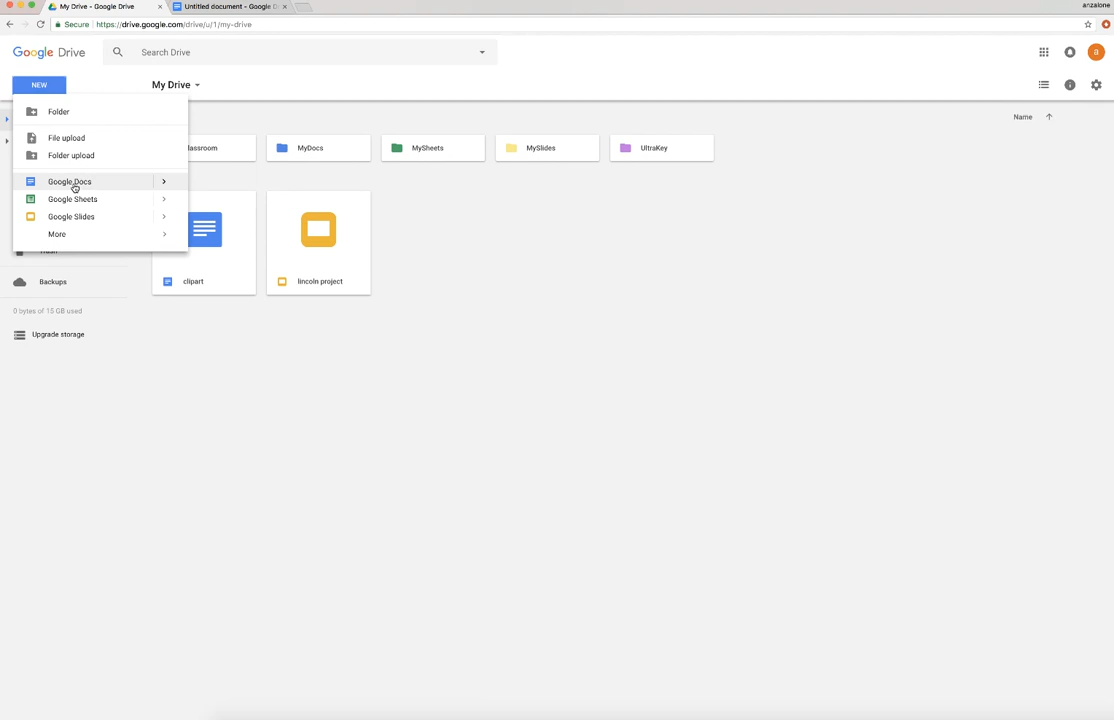 My Drive - Google Drive
Untitled document - Google D
anzalone
Secure https://drive.google.com/drive/u/1/my-drive
Google Drive
Search Drive
a
NEW
My Drive
Folder
Name
File upload
lassroom
MyDocs
MySheets
MySlides
UltraKey
Folder upload
Google Docs
Google Sheets
Google Slides
More
Trash
Backups
clipart
lincoln project
0 bytes of 15 GB used
Upgrade storage